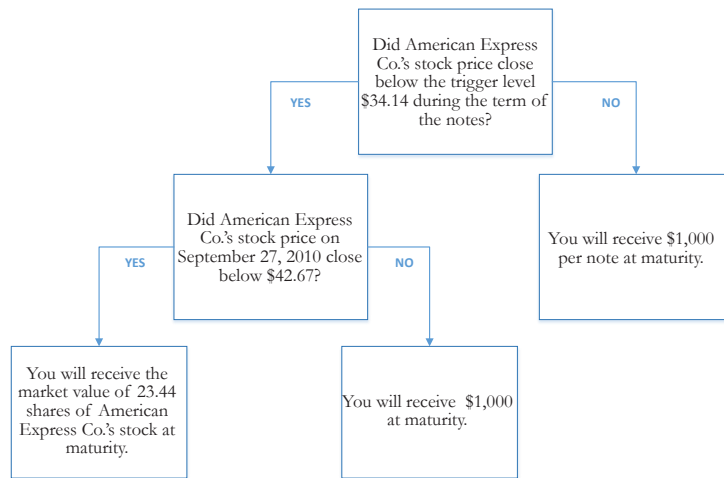 Did American Express
Co.'s stock price close
below the trigger level
$34.14 during the term of
the notes?
YES
NO
Did American Express
Co.'s stock price on
September 27, 2010 close
below $42.67?
You will receive $1,000
per note at maturity.
YES
NO
You will receive the
market value of 23.44
shares of American
Express Co.'s stock at
maturity.
You will receive $1,000
at maturity.